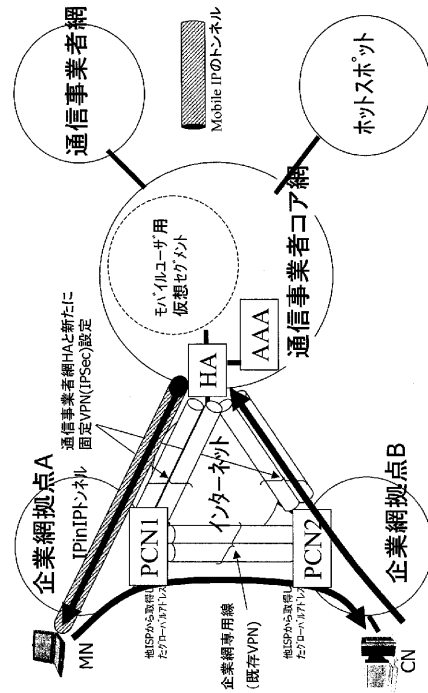 企業網拠点A
IPinIPトンネル
通信事業者網HAと新たに
固定VPN(IPSec)設定
通信事業者網
Mobile IPのトンネル
モバイルユーザ用
仮想セグメント
MN
PCN1
他ISPから取得し
たグローバルアドレス
HA
AAA
通信事業者コア網
インターネット
企業網専用線
(既存VPN)
他ISPから取得し
たグローバルアドレス
PCN2
CN
企業網拠点B
ホットスポット